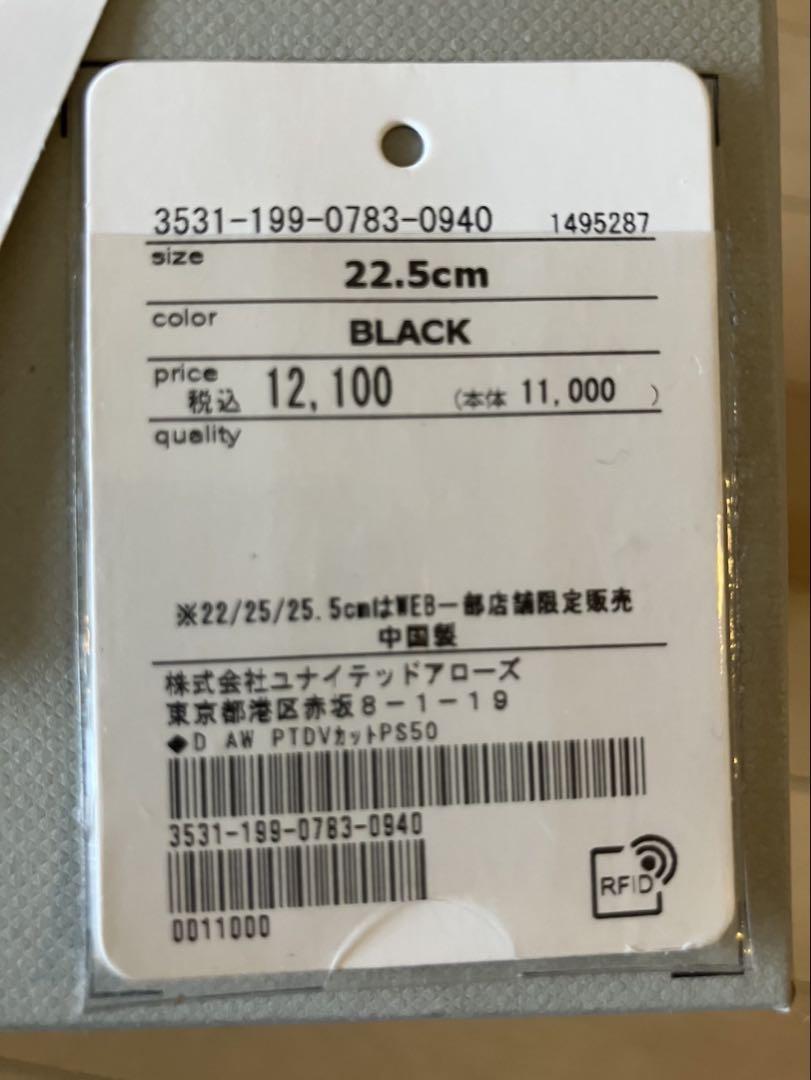 3531-199-0783-0940 1495287
size 22.5cm
color BLACK
price 税込 12,100 (本体 11,000 )
quality
※22/25/25.5cmはWEB一部店舗限定販売
中国製
株式会社ユナイテッドアローズ
東京都港区赤坂8-1-19
◆D AW PTDVカットPS50
3531-199-0783-0940
0011000
RFID